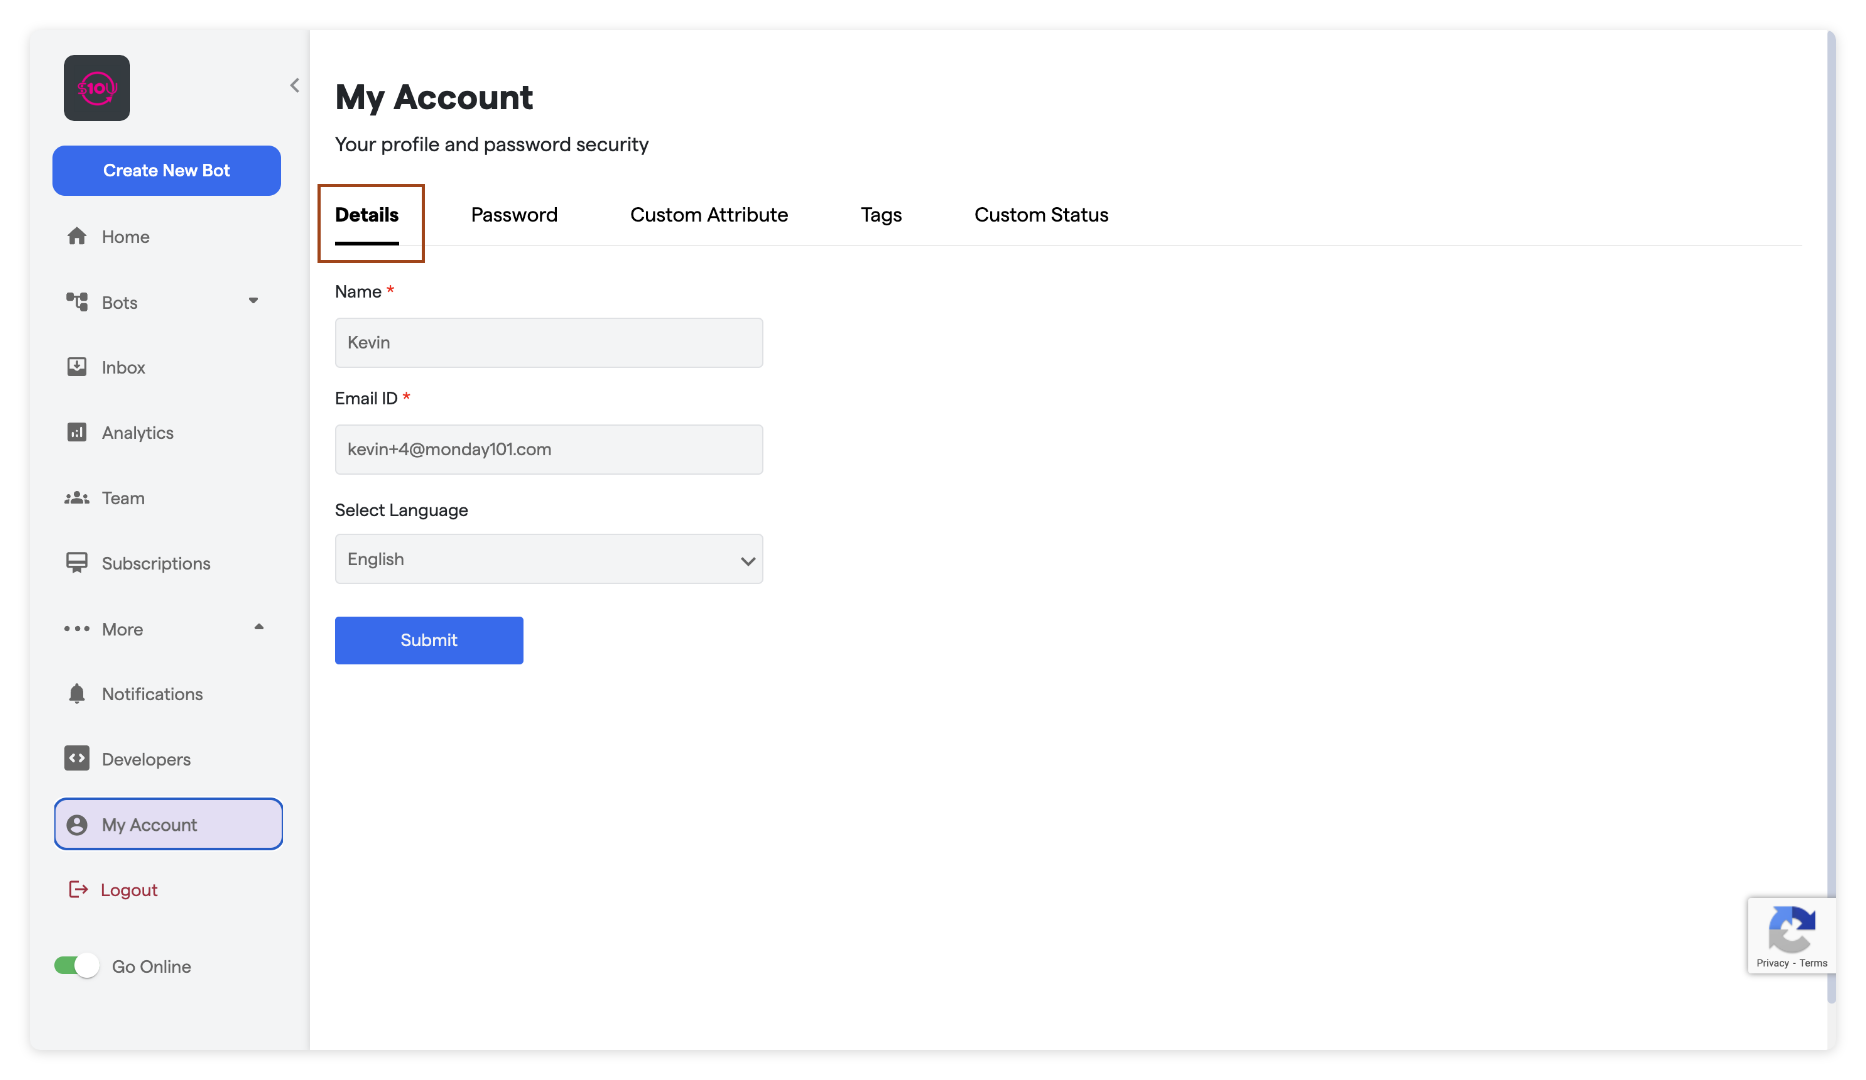 $10U
Create New Bot
Home
Bots
Inbox
Analytics
Team
Subscriptions
More
Notifications
Developers
My Account
Logout
Go Online
My Account
Your profile and password security
Details Password Custom Attribute Tags Custom Status
Name *
Kevin
Email ID *
kevin+4@monday101.com
Select Language
English
Submit
Privacy - Terms